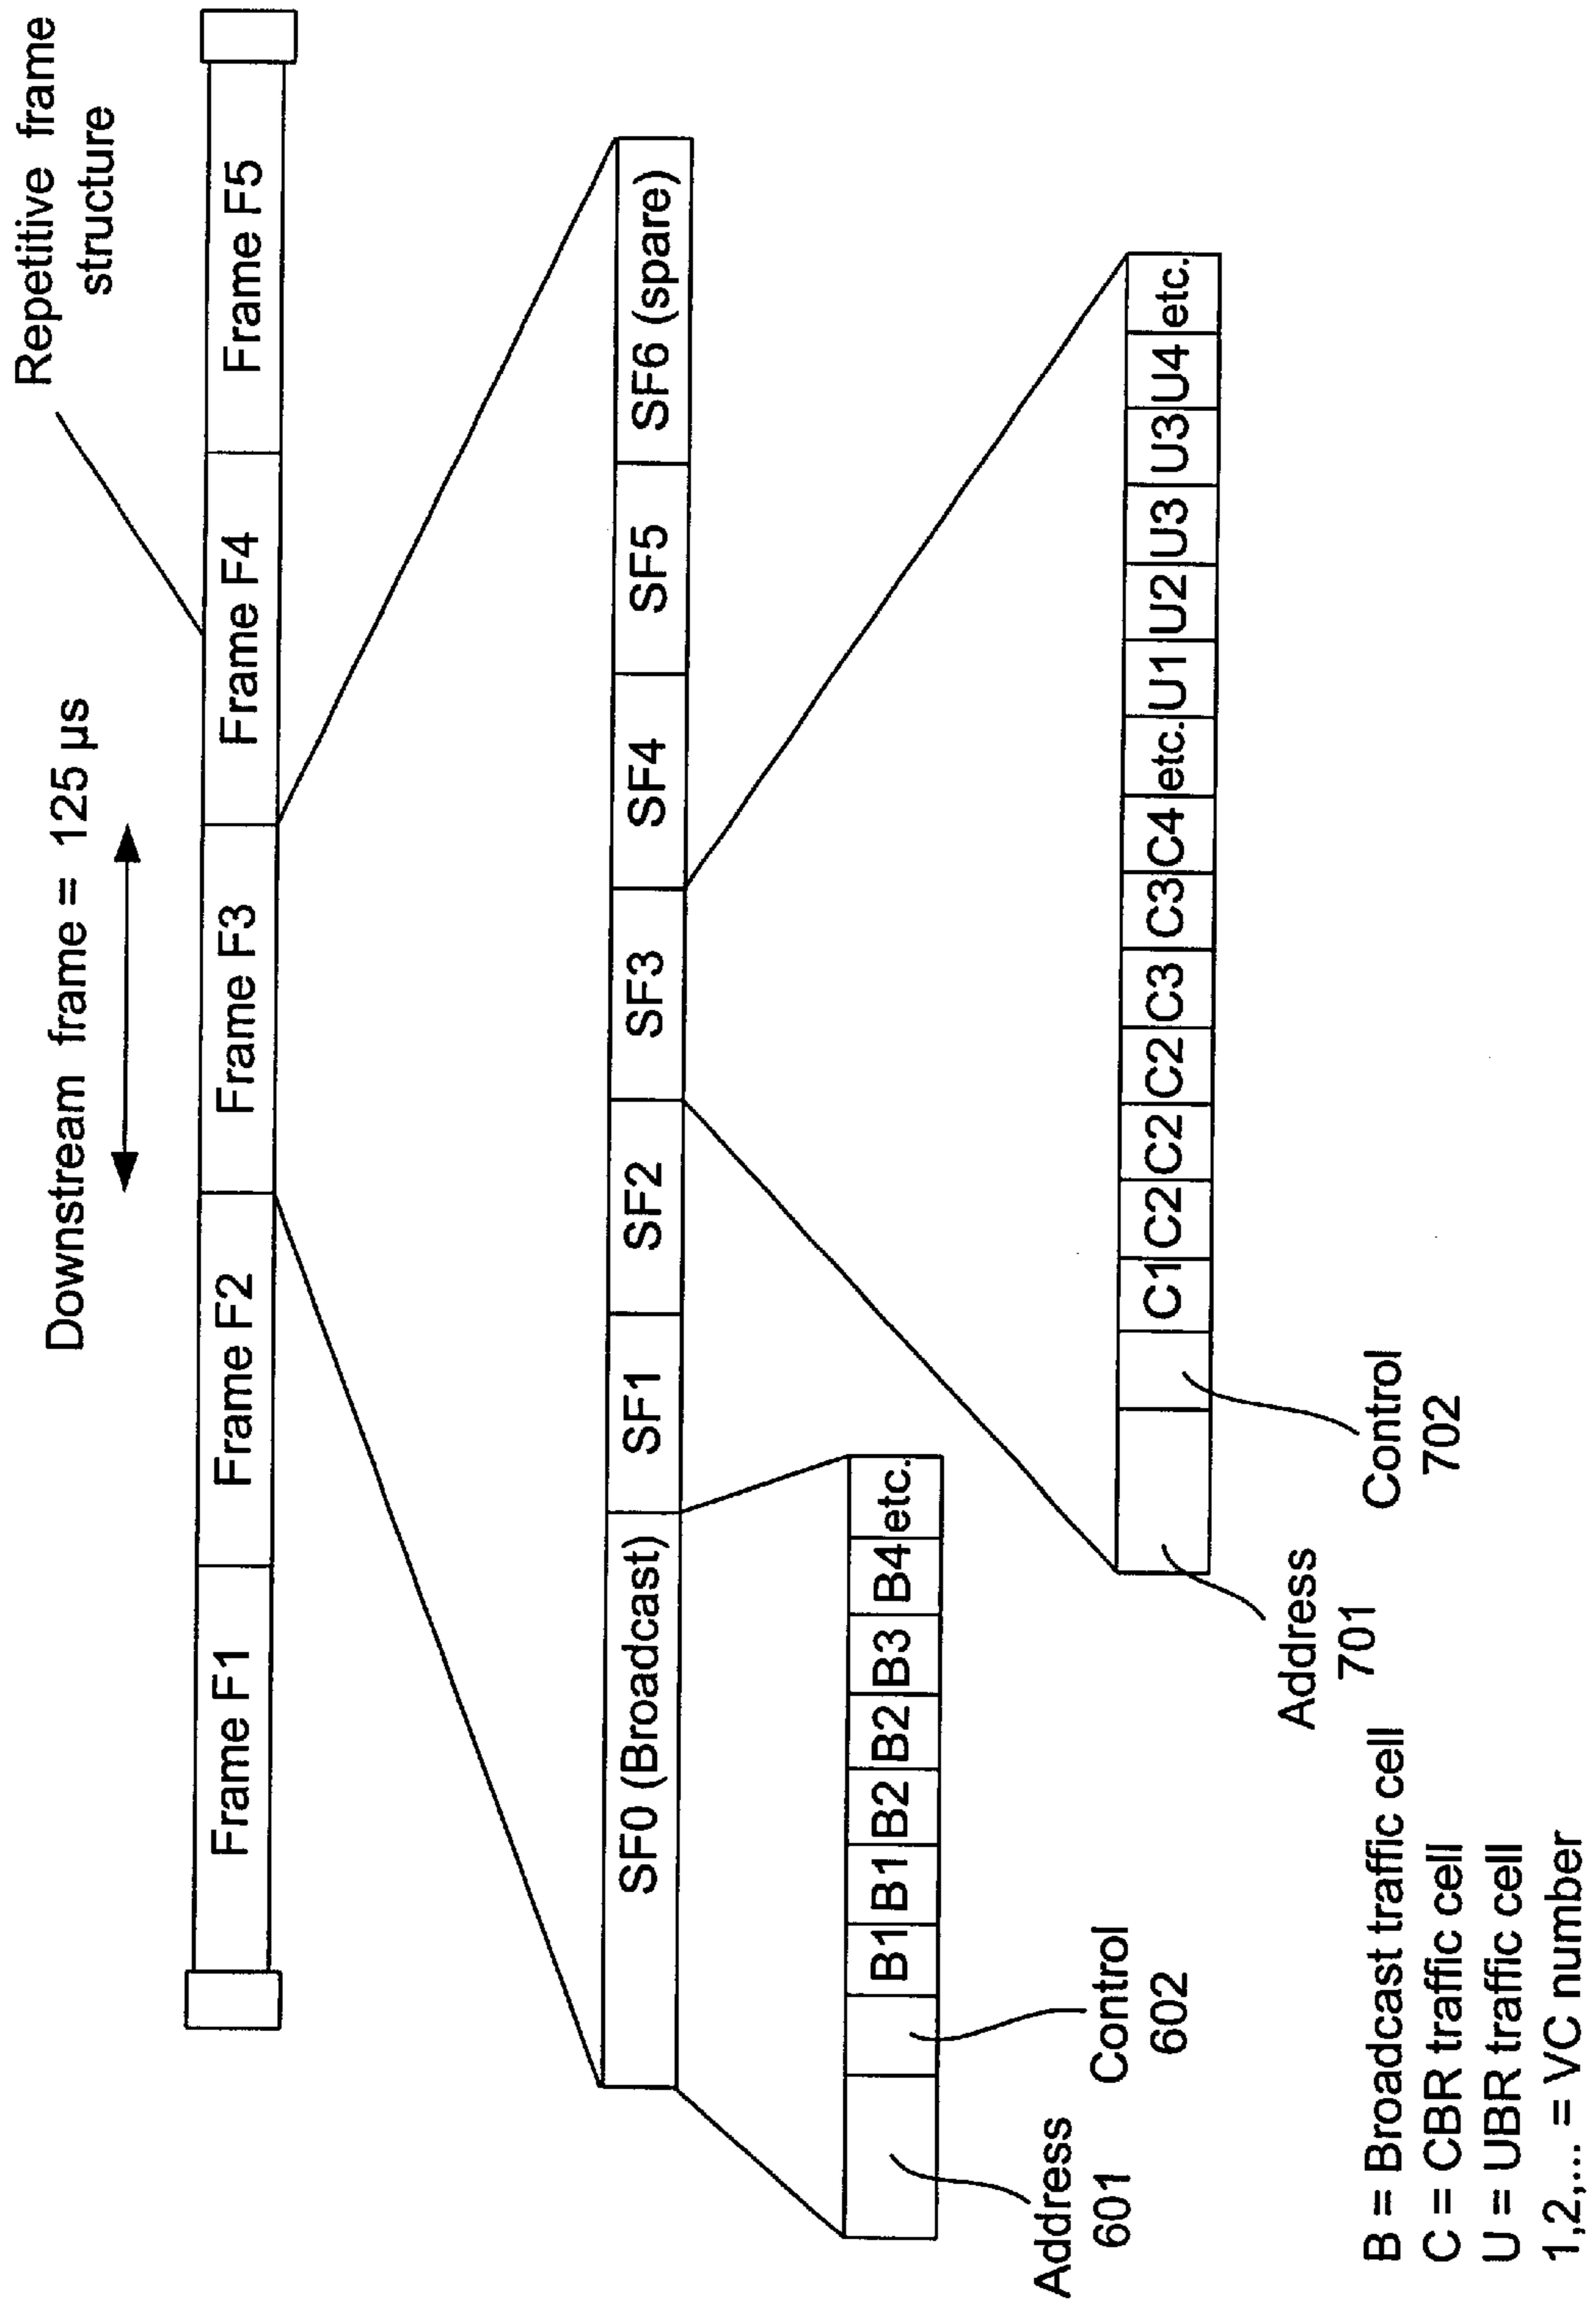 Downstream frame = 125 µs
Repetitive frame
structure
Frame F1
Frame F2
Frame F3
Frame F4
Frame F5
SF0 (Broadcast)
SF1
SF2
SF3
SF4
SF5
SF6 (spare)
B1
B1
B2
B2
B3
B4
etc.
Address
601
Control
602
C1
C2
C2
C2
C3
C3
C4
etc.
U1
U2
U3
U3
U4
etc.
Address
701
Control
702
B = Broadcast traffic cell
C = CBR traffic cell
U = UBR traffic cell
1,2,... = VC number